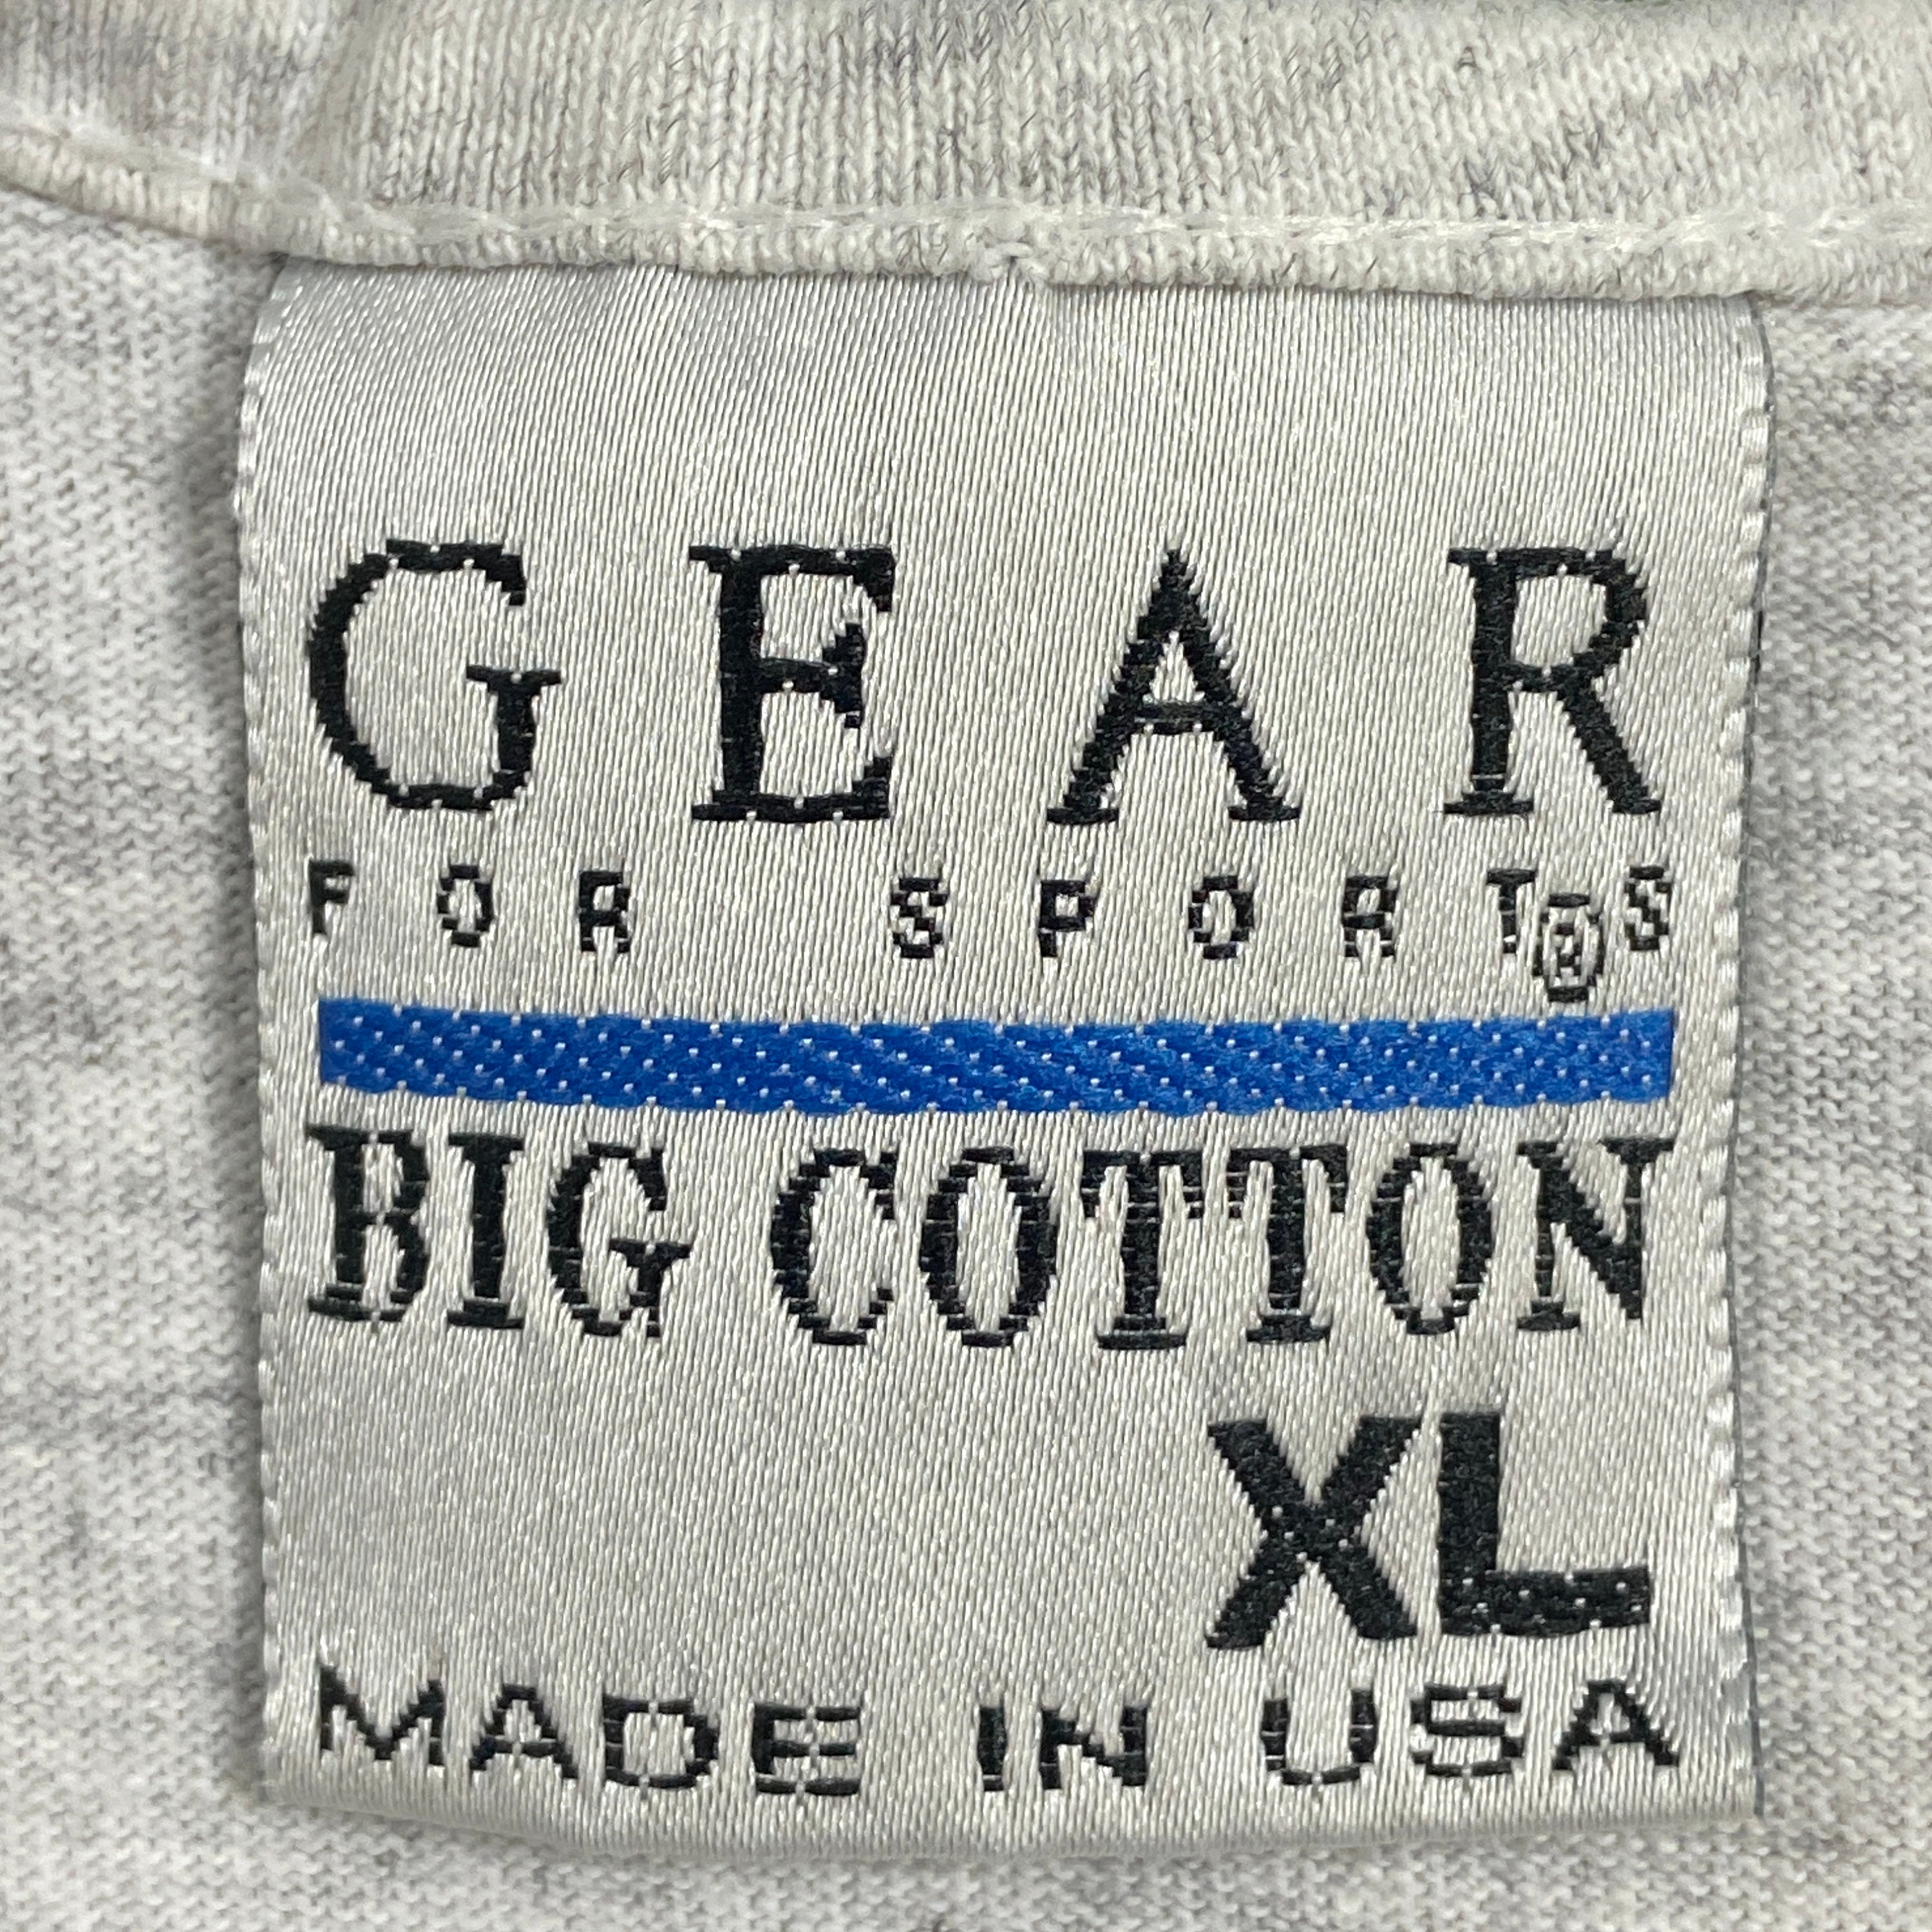 GEAR
FOR SPORTS®
BIG COTTON
XL
MADE IN USA